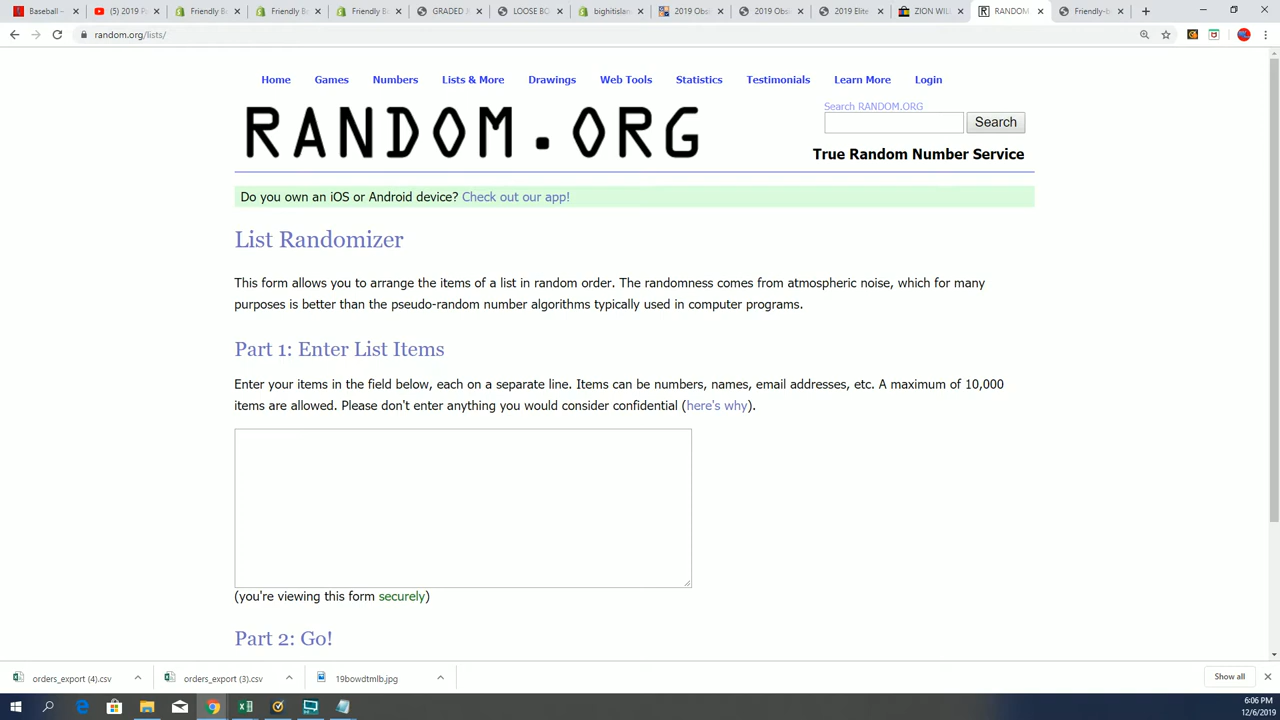 Baseball –
(5) 2019 P
Friendly B
Friendly B
Friendly B
GRADED
LOOSE BO
bighitislan
2019 Obs
2019 Obs
2019 Elite
ZION WIL
RANDOM
Friendly-b
random.org/lists/
Home Games Numbers Lists & More Drawings Web Tools Statistics Testimonials Learn More Login
RANDOM.ORG
Search RANDOM.ORG
Search
True Random Number Service
Do you own an iOS or Android device? Check out our app!
List Randomizer
This form allows you to arrange the items of a list in random order. The randomness comes from atmospheric noise, which for many
purposes is better than the pseudo-random number algorithms typically used in computer programs.
Part 1: Enter List Items
Enter your items in the field below, each on a separate line. Items can be numbers, names, email addresses, etc. A maximum of 10,000
items are allowed. Please don't enter anything you would consider confidential (here's why).
(you're viewing this form securely)
Part 2: Go!
orders_export (4).csv
orders_export (3).csv
19bowdtmlb.jpg
Show all
6:06 PM
12/6/2019